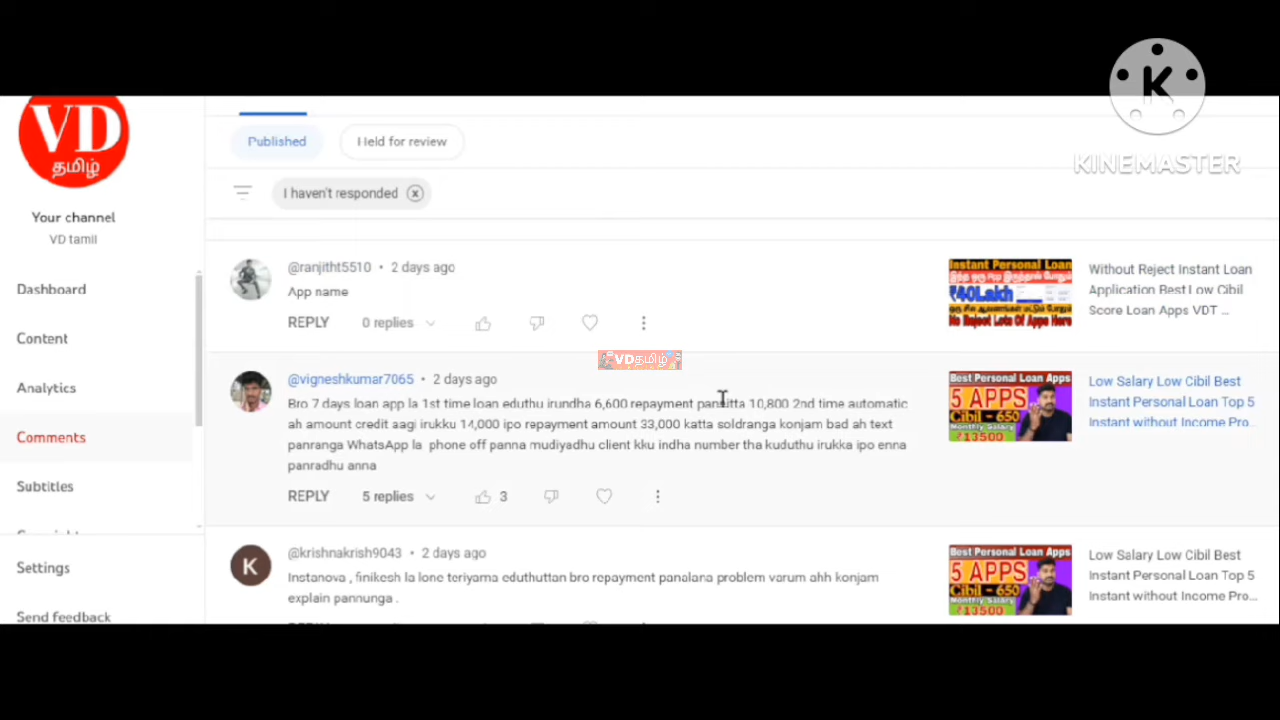 K
KINEMASTER
VD
தமிழ்
Your channel
VD tamil
Dashboard
Content
Analytics
Comments
Subtitles
Settings
Send feedback
Published
Held for review
I haven't responded
@ranjitht5510 • 2 days ago
App name
REPLY 0 replies
Instant Personal Loan
₹40Lakh
No Reject Lots Of Apps Here
Without Reject Instant Loan
Application Best Low Cibil
Score Loan Apps VDT ...
VDதமிழ்
@vigneshkumar7065 • 2 days ago
Bro 7 days loan app la 1st time loan eduthu irundha 6,600 repayment pannitta 10,800 2nd time automatic
ah amount credit aagi irukku 14,000 ipo repayment amount 33,000 katta soldranga konjam bad ah text
panranga WhatsApp la phone off panna mudiyadhu client kku indha number tha kuduthu irukka ipo enna
panradhu anna
REPLY 5 replies 3
Best Personal Loan Apps
5 APPS
Cibil - 650
Monthly Salary
₹13500
Low Salary Low Cibil Best
Instant Personal Loan Top 5
Instant without Income Pro...
K
@krishnakrish9043 • 2 days ago
Instanova , finikesh la lone teriyama eduthuttan bro repayment panalana problem varum ahh konjam
explain pannunga .
Best Personal Loan Apps
5 APPS
Cibil - 650
Monthly Salary
₹13500
Low Salary Low Cibil Best
Instant Personal Loan Top 5
Instant without Income Pro...